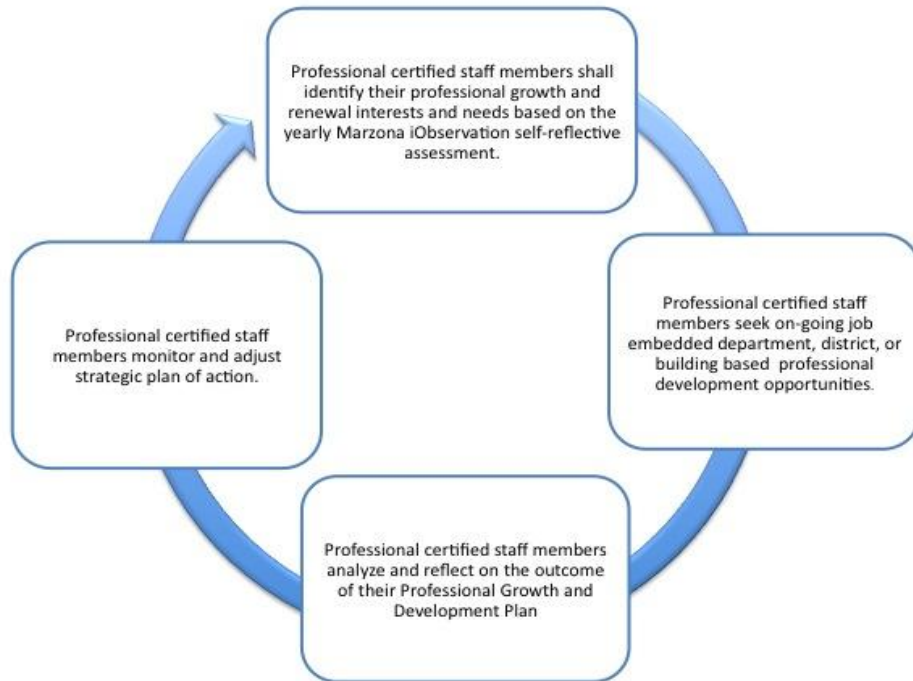 Professional certified staff members shall
identify their professional growth and
renewal interests and needs based on the
yearly Marzona iObservation self-reflective
assessment.
Professional certified staff
members seek on-going job
embedded department, district, or
building based professional
development opportunities.
Professional certified staff members
analyze and reflect on the outcome
of their Professional Growth and
Development Plan
Professional certified staff
members monitor and adjust
strategic plan of action.